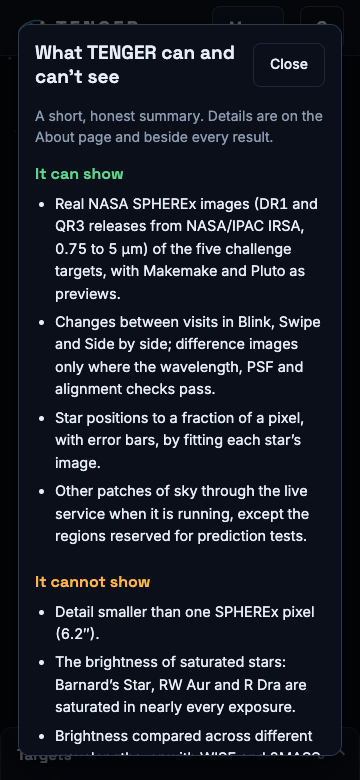 What TENGER can and
can't see
Close
A short, honest summary. Details are on the
About page and beside every result.
It can show
• Real NASA SPHEREx images (DR1 and
QR3 releases from NASA/IPAC IRSA,
0.75 to 5 µm) of the five challenge
targets, with Makemake and Pluto as
previews.
• Changes between visits in Blink, Swipe
and Side by side; difference images
only where the wavelength, PSF and
alignment checks pass.
• Star positions to a fraction of a pixel,
with error bars, by fitting each star's
image.
• Other patches of sky through the live
service when it is running, except the
regions reserved for prediction tests.
It cannot show
• Detail smaller than one SPHEREx pixel
(6.2″).
• The brightness of saturated stars:
Barnard's Star, RW Aur and R Dra are
saturated in nearly every exposure.
• Brightness compared across different
Targets